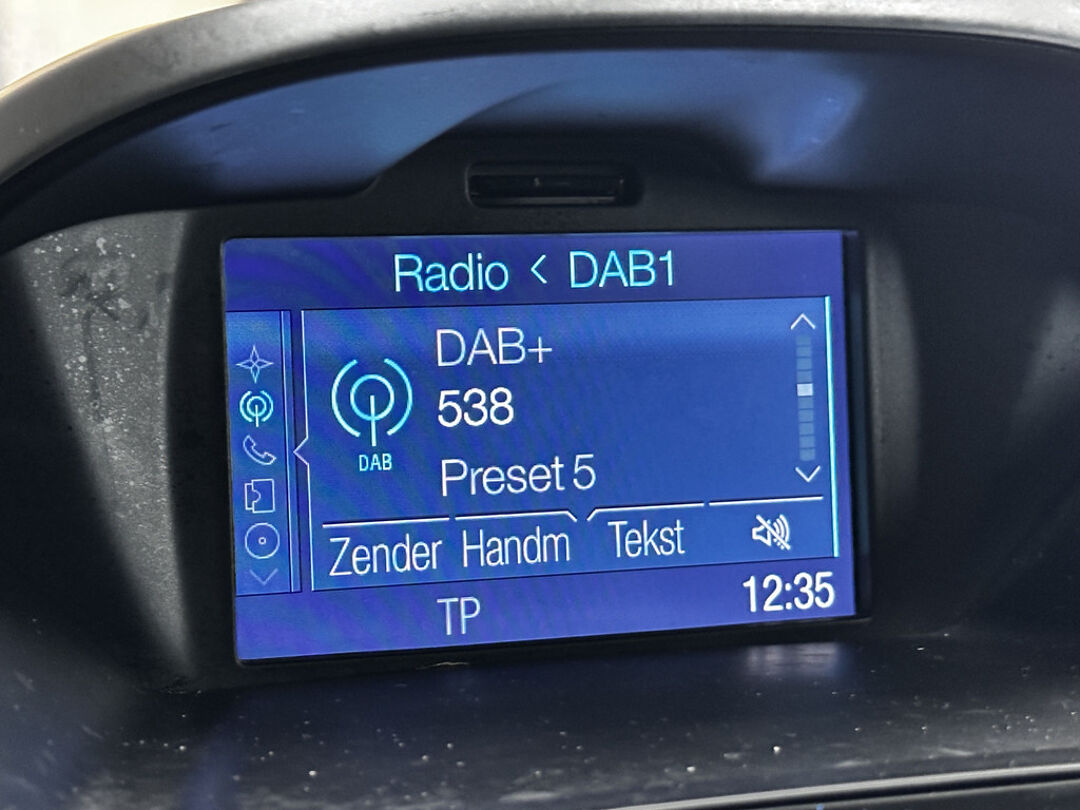 Radio < DAB1
DAB+
538
DAB
Preset 5
Zender Handm Tekst
TP 12:35